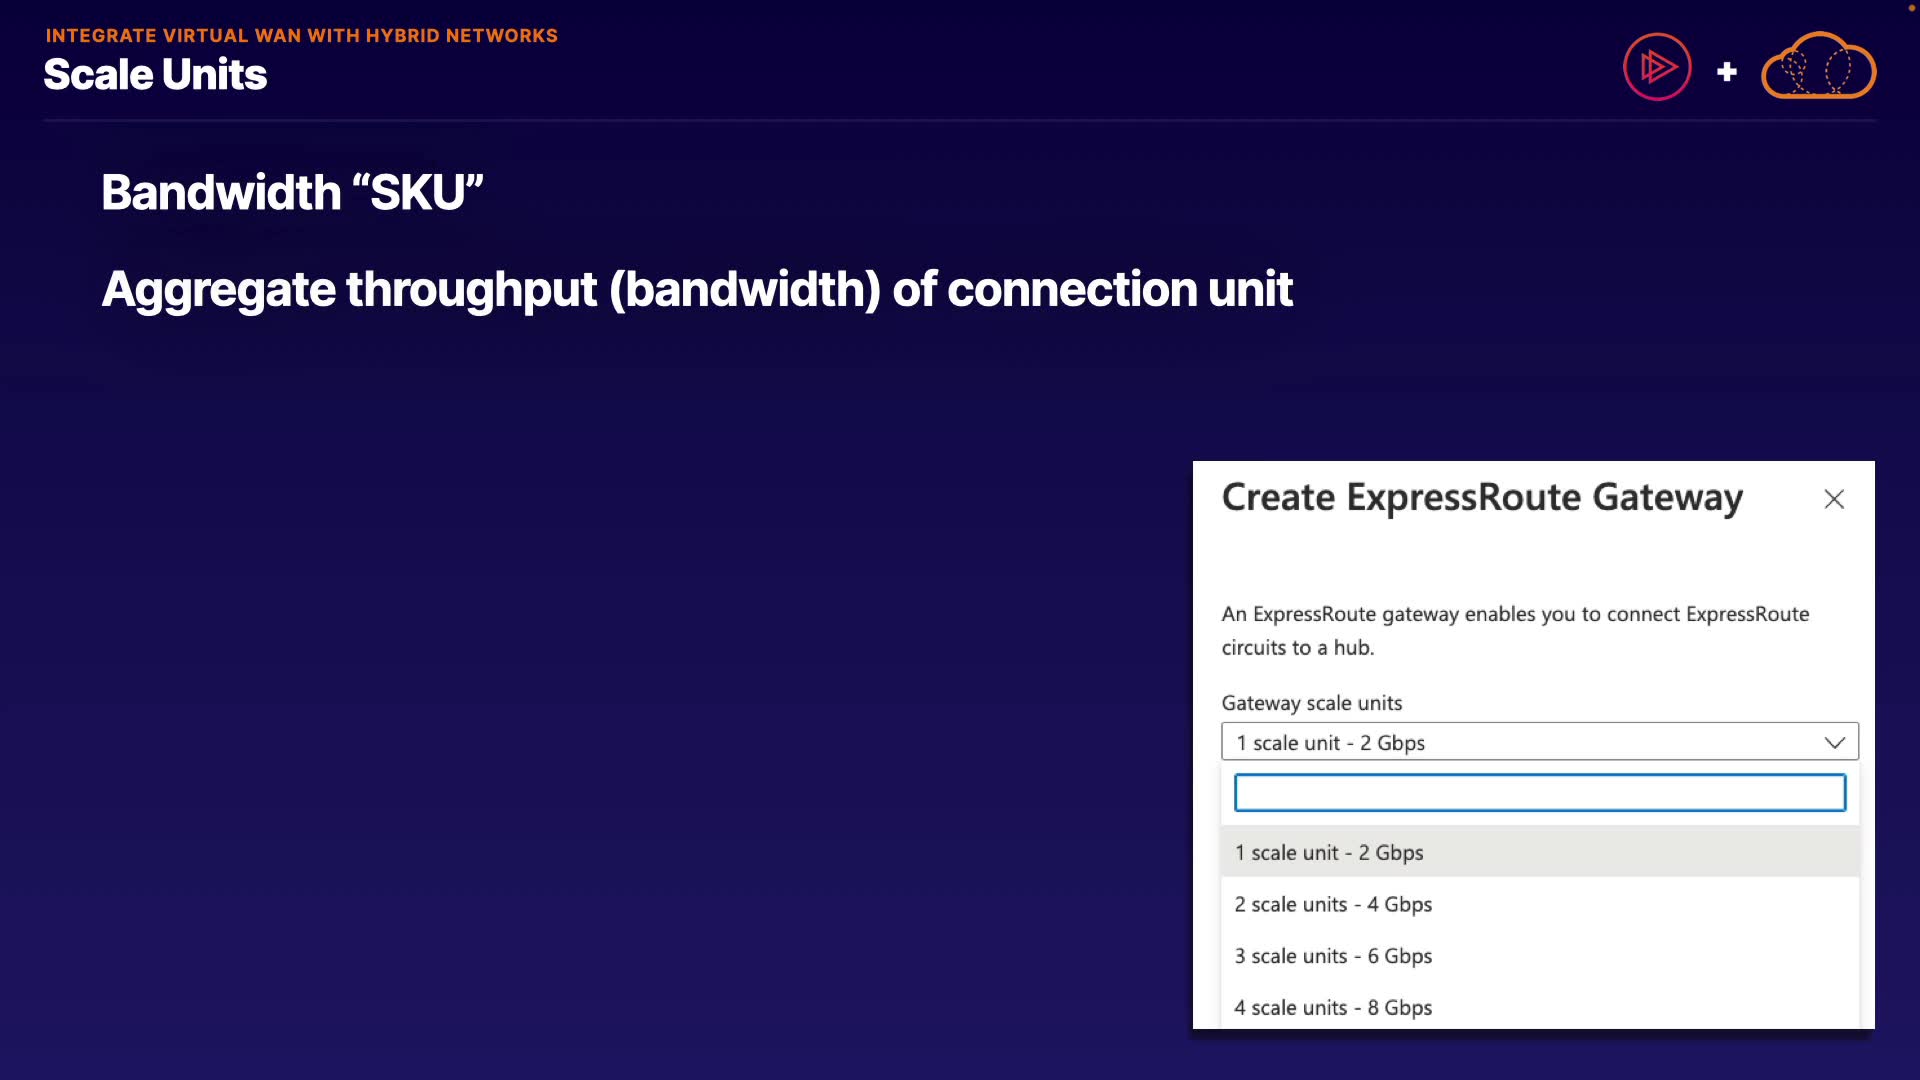 INTEGRATE VIRTUAL WAN WITH HYBRID NETWORKS
Scale Units
+
Bandwidth “SKU”
Aggregate throughput (bandwidth) of connection unit
Create ExpressRoute Gateway
An ExpressRoute gateway enables you to connect ExpressRoute
circuits to a hub.
Gateway scale units
1 scale unit - 2 Gbps
1 scale unit - 2 Gbps
2 scale units - 4 Gbps
3 scale units - 6 Gbps
4 scale units - 8 Gbps